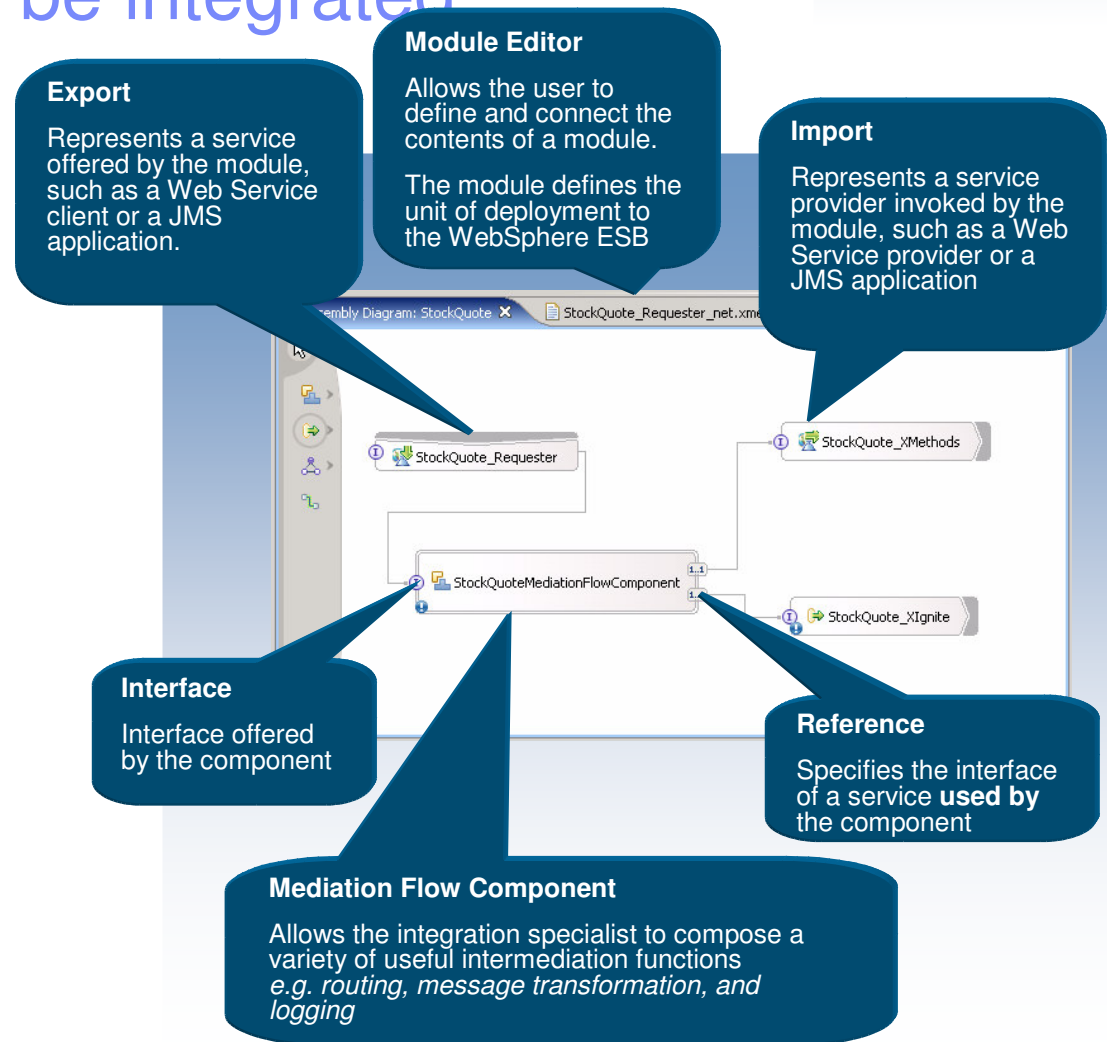 be integrated
Module Editor
Allows the user to
define and connect the
contents of a module.
The module defines the
unit of deployment to
the WebSphere ESB
Export
Represents a service
offered by the module,
such as a Web Service
client or a JMS
application.
Import
Represents a service
provider invoked by the
module, such as a Web
Service provider or a
JMS application
embly Diagram: StockQuote
StockQuote_Requester_net.xme
StockQuote_Requester
StockQuote_XMethods
1..1
StockQuoteMediationFlowComponent
1..
StockQuote_XIgnite
Interface
Interface offered
by the component
Reference
Specifies the interface
of a service used by
the component
Mediation Flow Component
Allows the integration specialist to compose a
variety of useful intermediation functions
e.g. routing, message transformation, and
logging